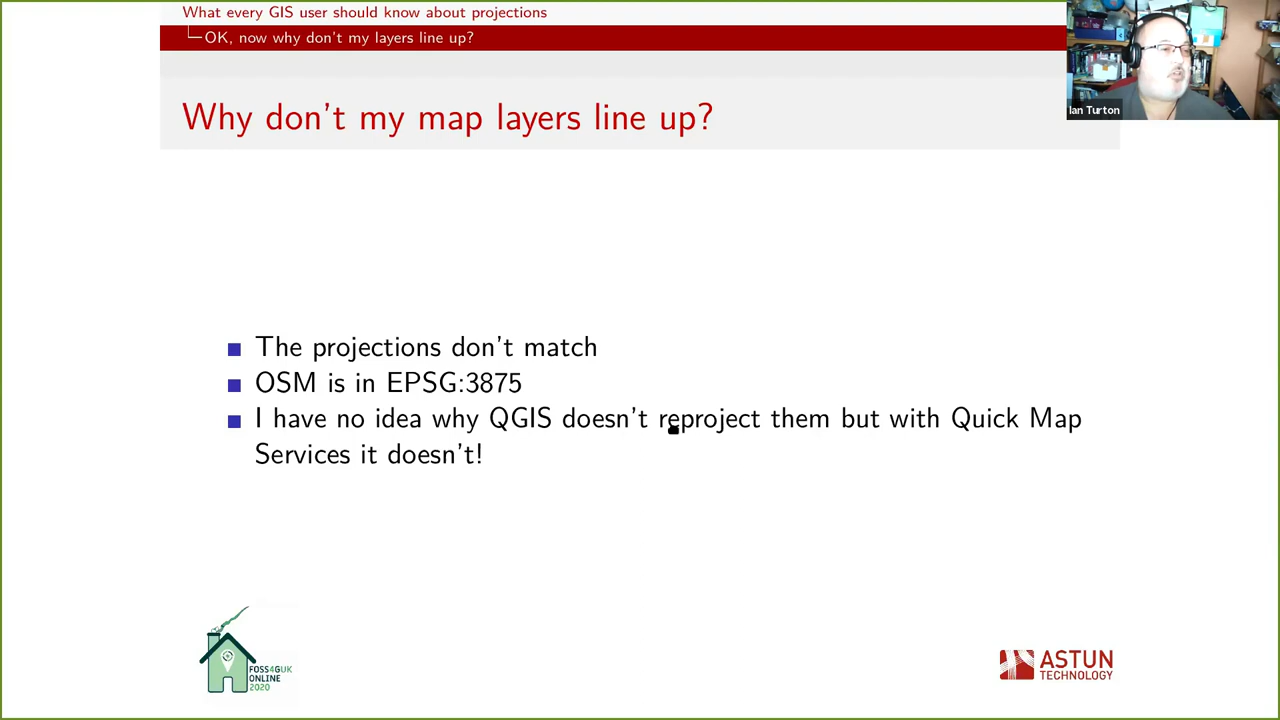 What every GIS user should know about projections
OK, now why don't my layers line up?
Ian Turton
Why don't my map layers line up?
The projections don't match
OSM is in EPSG:3875
I have no idea why QGIS doesn't reproject them but with Quick Map
Services it doesn't!
FOSS4GUK
ONLINE
2020
ASTUN
TECHNOLOGY